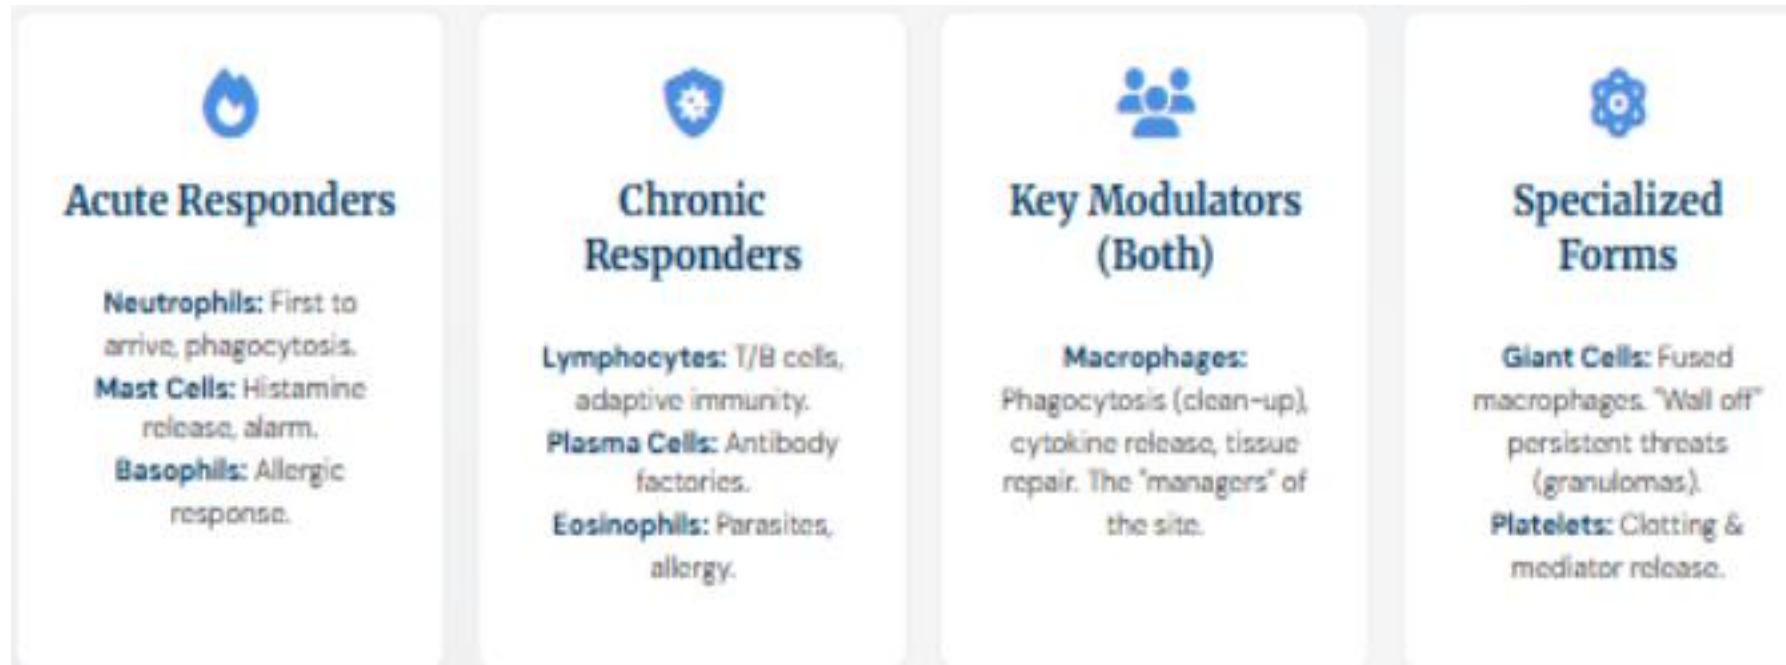 Acute Responders
Neutrophils: First to
arrive, phagocytosis.
Mast Cells: Histamine
release, alarm.
Basophils: Allergic
response.
Chronic
Responders
Lymphocytes: T/B cells,
adaptive immunity.
Plasma Cells: Antibody
factories.
Eosinophils: Parasites,
allergy.
Key Modulators
(Both)
Macrophages:
Phagocytosis (clean-up),
cytokine release, tissue
repair. The "managers" of
the site.
Specialized
Forms
Giant Cells: Fused
macrophages. "Wall off"
persistent threats
(granulomas).
Platelets: Clotting &
mediator release.